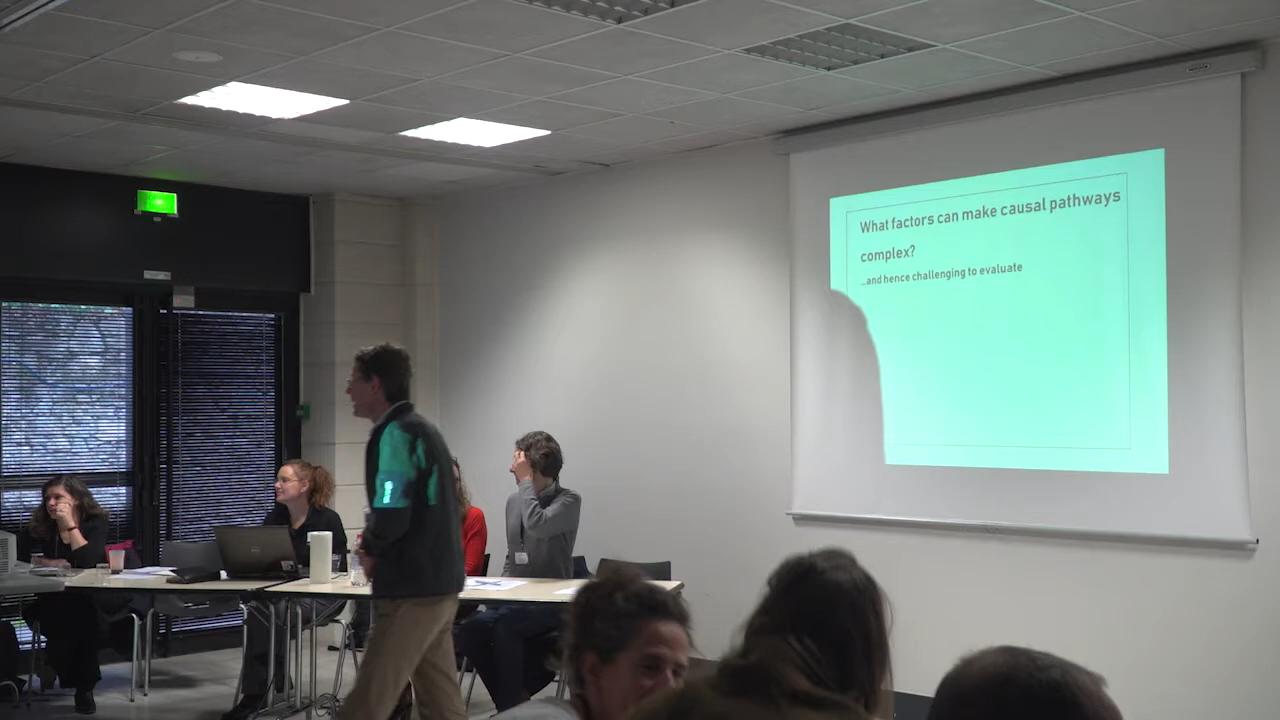 What factors can make causal pathways
complex?
...and hence challenging to evaluate